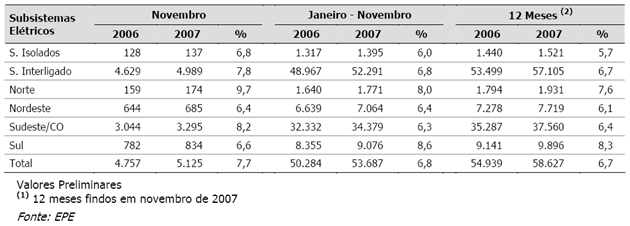 Subsistemas Elétricos Novembro Janeiro - Novembro 12 Meses (2)
2006 2007 % 2006 2007 % 2006 2007 %
S. Isolados 128 137 6,8 1.317 1.395 6,0 1.440 1.521 5,7
S. Interligado 4.629 4.989 7,8 48.967 52.291 6,8 53.499 57.105 6,7
Norte 159 174 9,7 1.640 1.771 8,0 1.794 1.931 7,6
Nordeste 644 685 6,4 6.639 7.064 6,4 7.278 7.719 6,1
Sudeste/CO 3.044 3.295 8,2 32.332 34.379 6,3 35.287 37.560 6,4
Sul 782 834 6,6 8.355 9.076 8,6 9.141 9.896 8,3
Total 4.757 5.125 7,7 50.284 53.687 6,8 54.939 58.627 6,7
Valores Preliminares
(1) 12 meses findos em novembro de 2007
Fonte: EPE